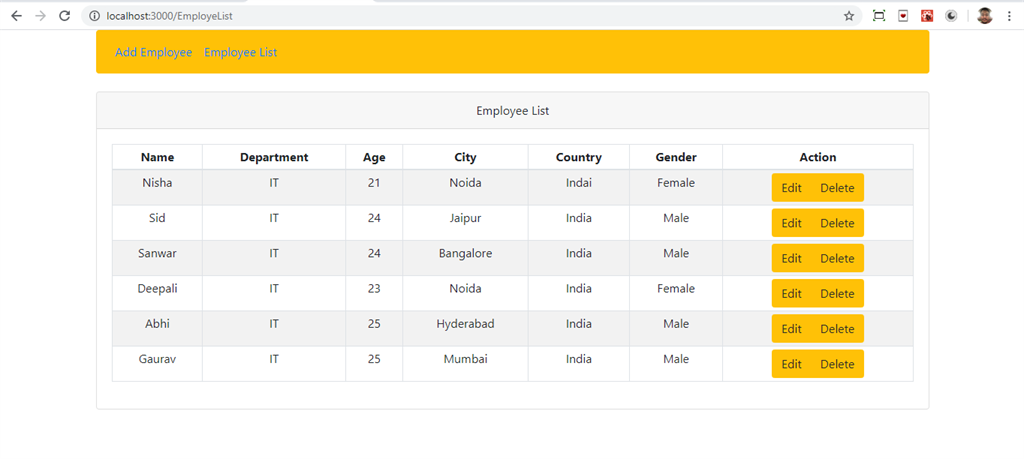 localhost:3000/EmployeList
Add Employee Employee List
Employee List
Name Department Age City Country Gender Action
Nisha IT 21 Noida Indai Female Edit Delete
Sid IT 24 Jaipur India Male Edit Delete
Sanwar IT 24 Bangalore India Male Edit Delete
Deepali IT 23 Noida India Female Edit Delete
Abhi IT 25 Hyderabad India Male Edit Delete
Gaurav IT 25 Mumbai India Male Edit Delete